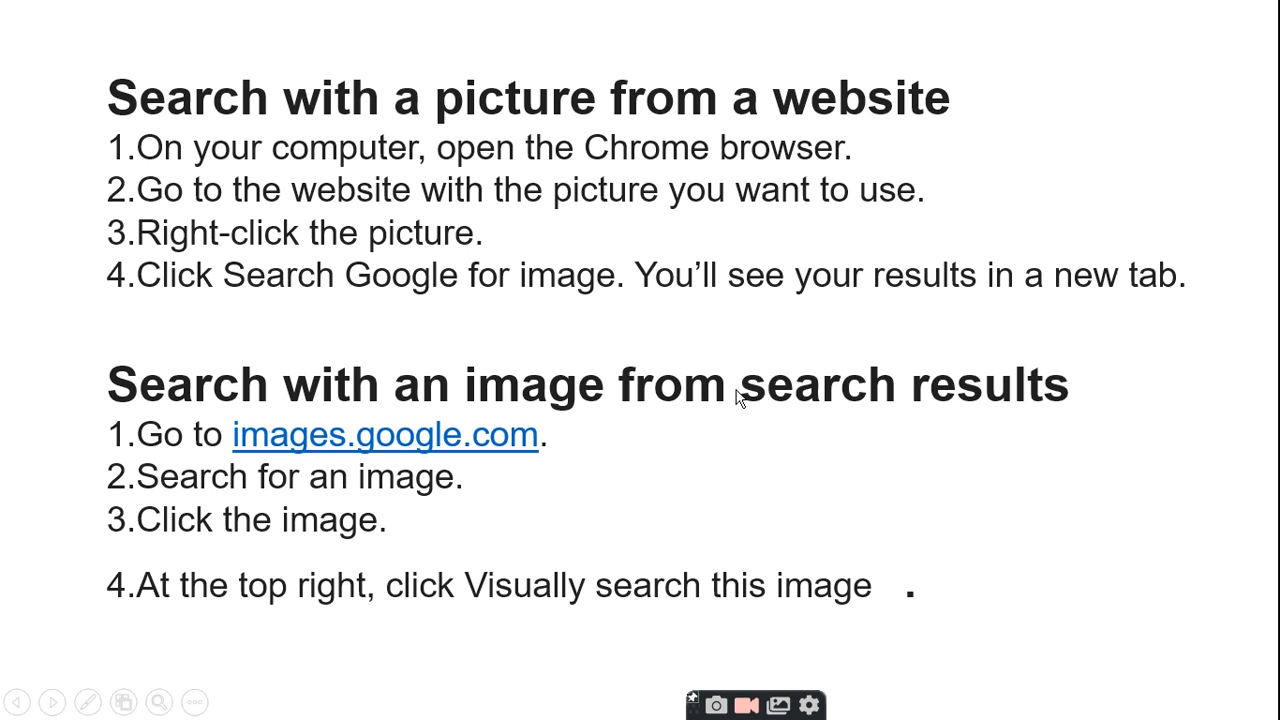 Search with a picture from a website
1.On your computer, open the Chrome browser.
2.Go to the website with the picture you want to use.
3.Right-click the picture.
4.Click Search Google for image. You’ll see your results in a new tab.
Search with an image from search results
1.Go to images.google.com.
2.Search for an image.
3.Click the image.
4.At the top right, click Visually search this image .